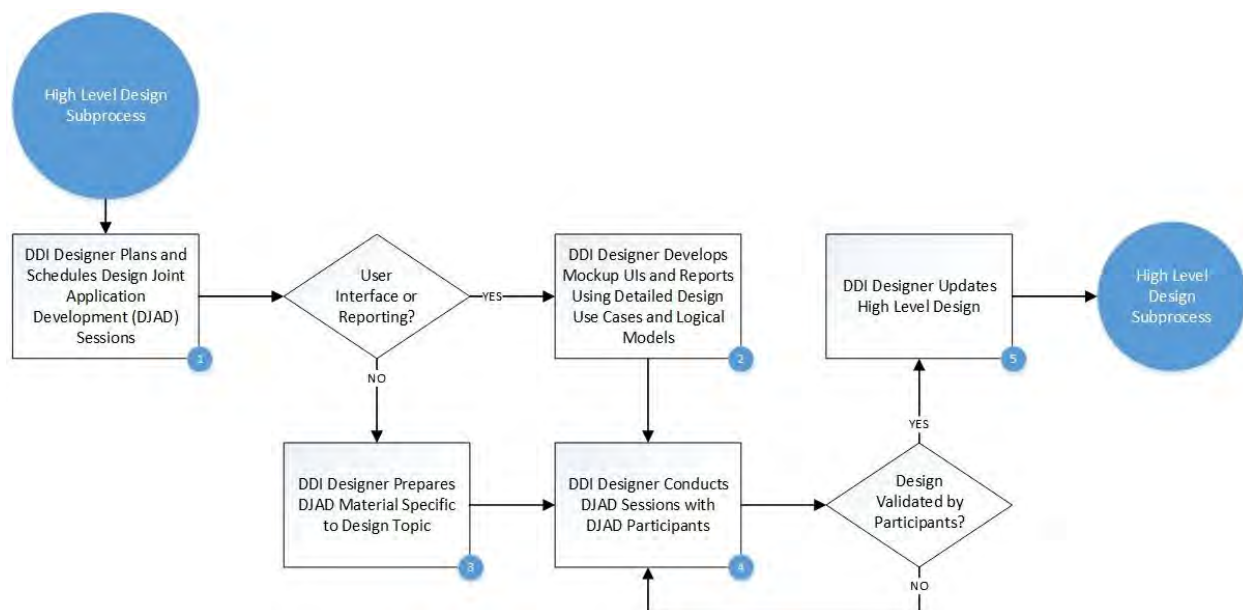 High Level Design
Subprocess
DDI Designer Plans and
Schedules Design Joint
Application
Development (DJAD)
Sessions
1
User
Interface or
Reporting?
YES
NO
DDI Designer Develops
Mockup UIs and Reports
Using Detailed Design
Use Cases and Logical
Models
2
DDI Designer Prepares
DJAD Material Specific
to Design Topic
3
DDI Designer Conducts
DJAD Sessions with
DJAD Participants
4
Design
Validated by
Participants?
YES
NO
DDI Designer Updates
High Level Design
5
High Level
Design
Subprocess